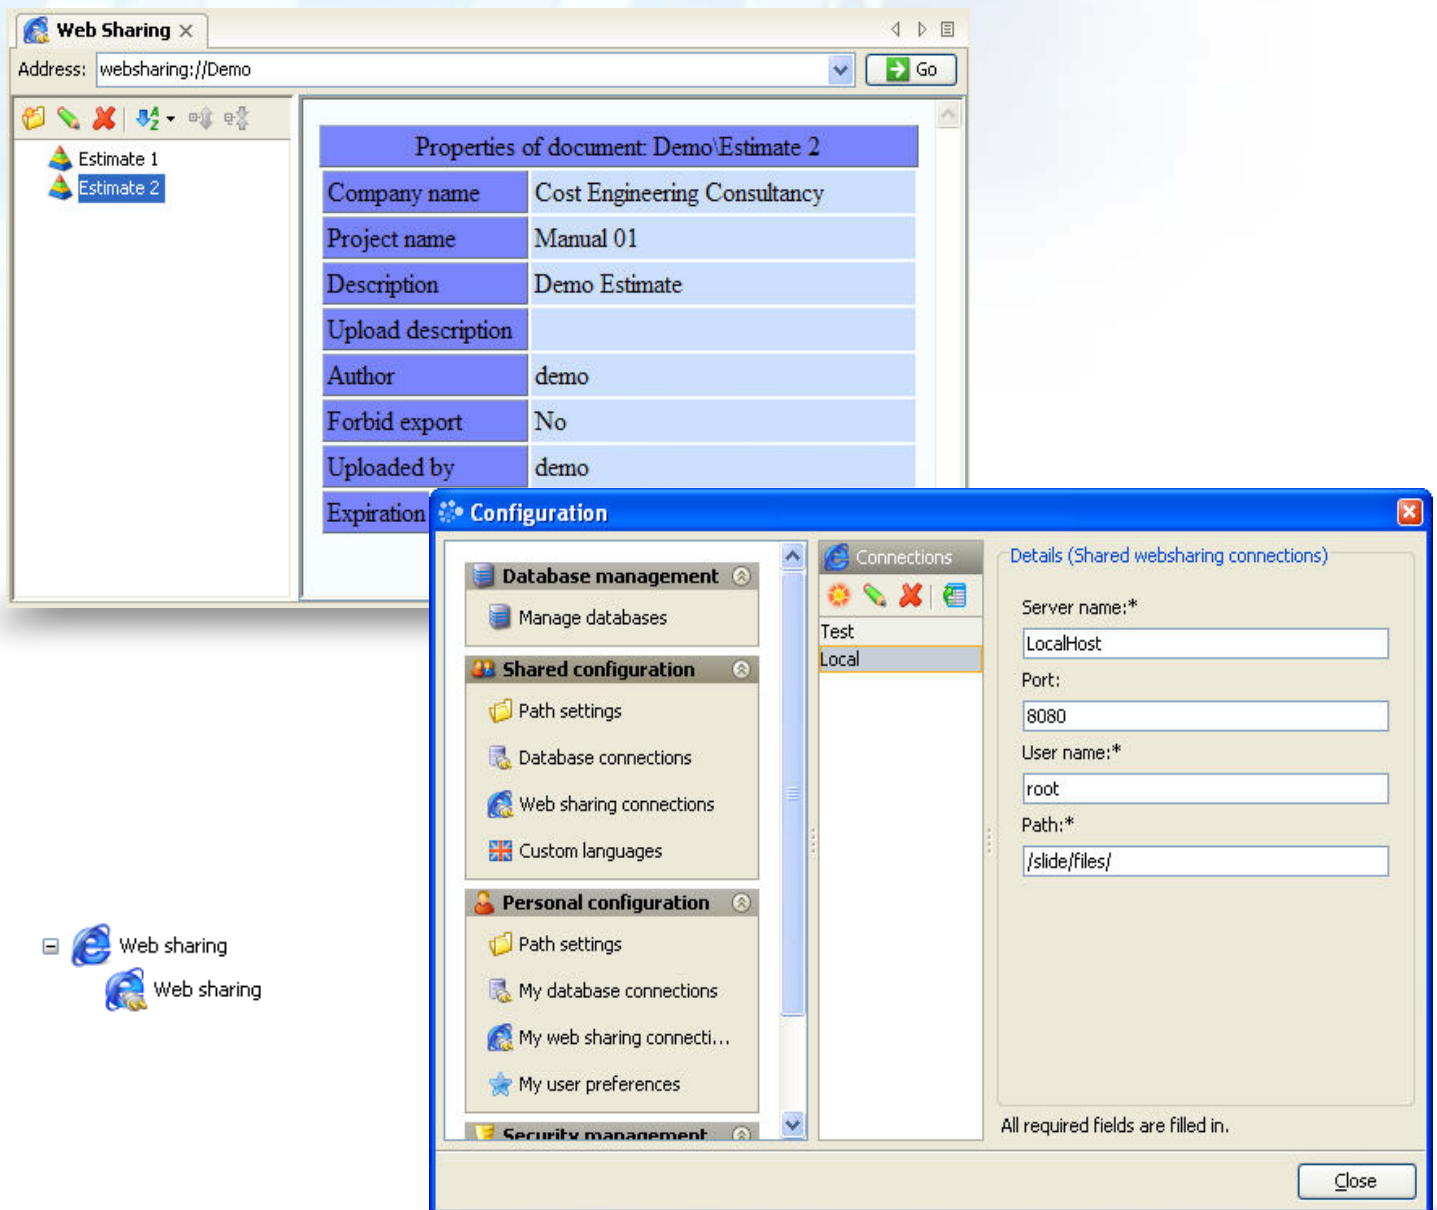 Web Sharing
Address: websharing://Demo Go
Estimate 1
Estimate 2
Properties of document: Demo\Estimate 2
Company name Cost Engineering Consultancy
Project name Manual 01
Description Demo Estimate
Upload description
Author demo
Forbid export No
Uploaded by demo
Expiration
Configuration
Database management
Manage databases
Shared configuration
Path settings
Database connections
Web sharing connections
Custom languages
Personal configuration
Path settings
My database connections
My web sharing connecti...
My user preferences
Security management
Connections
Test
Local
Details (Shared websharing connections)
Server name:*
LocalHost
Port:
8080
User name:*
root
Path:*
/slide/files/
All required fields are filled in.
Close
Web sharing
Web sharing